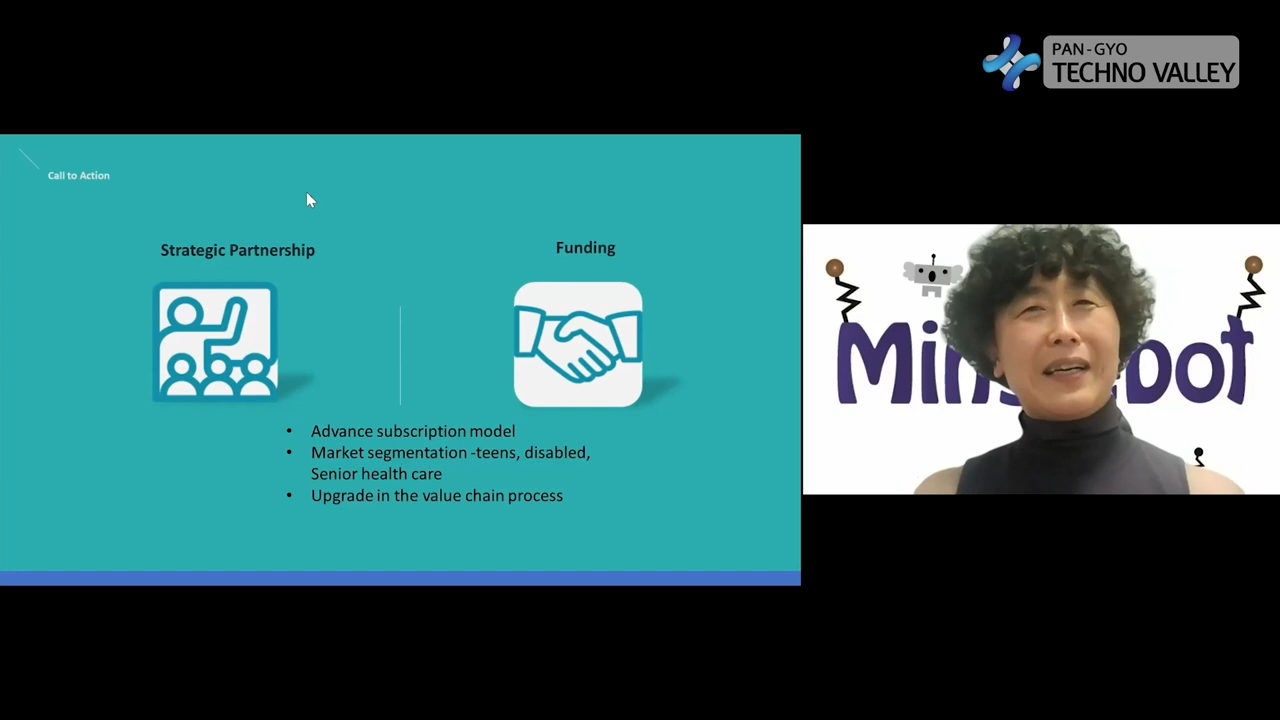 PAN-GYO
TECHNO VALLEY
Call to Action
Strategic Partnership
Funding
• Advance subscription model
• Market segmentation -teens, disabled,
Senior health care
• Upgrade in the value chain process